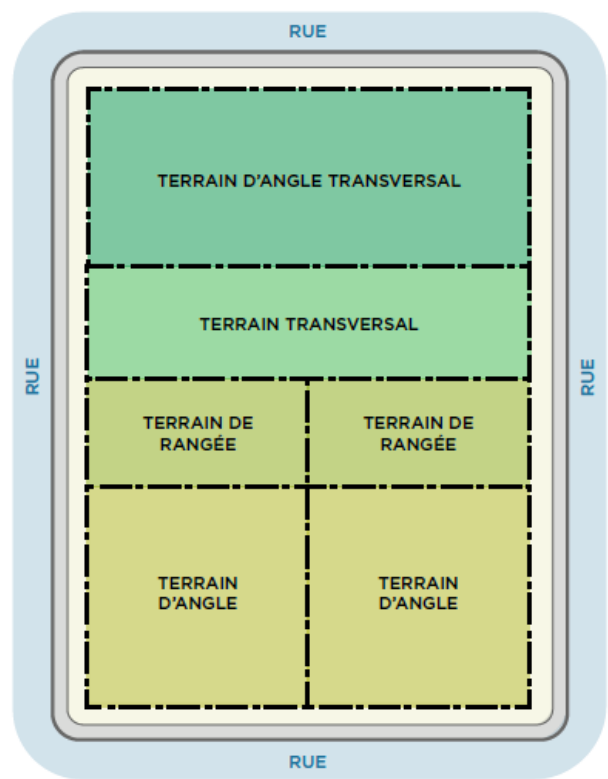 RUE
TERRAIN D'ANGLE TRANSVERSAL
TERRAIN TRANSVERSAL
RUE
RUE
TERRAIN DE
RANGÉE
TERRAIN DE
RANGÉE
TERRAIN
D'ANGLE
TERRAIN
D'ANGLE
RUE